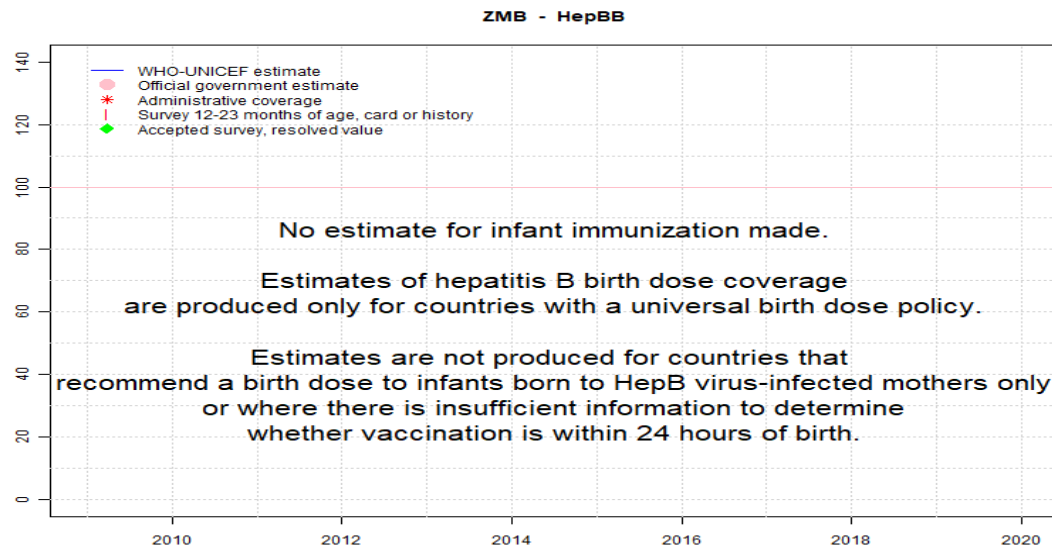 ZMB - HepBB
140
120
100
80
60
40
20
0
WHO-UNICEF estimate
Official government estimate
Administrative coverage
Survey 12-23 months of age, card or history
Accepted survey, resolved value
No estimate for infant immunization made.
Estimates of hepatitis B birth dose coverage
are produced only for countries with a universal birth dose policy.
Estimates are not produced for countries that
recommend a birth dose to infants born to HepB virus-infected mothers only
or where there is insufficient information to determine
whether vaccination is within 24 hours of birth.
2010 2012 2014 2016 2018 2020